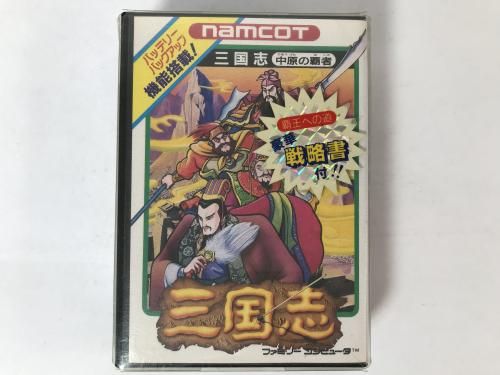 バッテリー
バックアップ
機能搭載!
namcot
三国志 中原の覇者
覇王への道
豪華
戦略書
付!!
三国志
ファミリー コンピュータ™